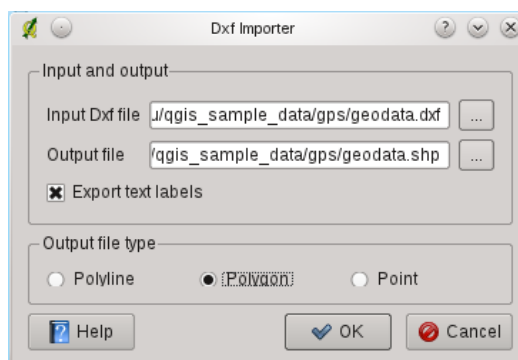 Dxf Importer
Input and output
Input Dxf file u/qgis_sample_data/gps/geodata.dxf ...
Output file /qgis_sample_data/gps/geodata.shp ...
Export text labels
Output file type
Polyline Polygon Point
Help OK Cancel